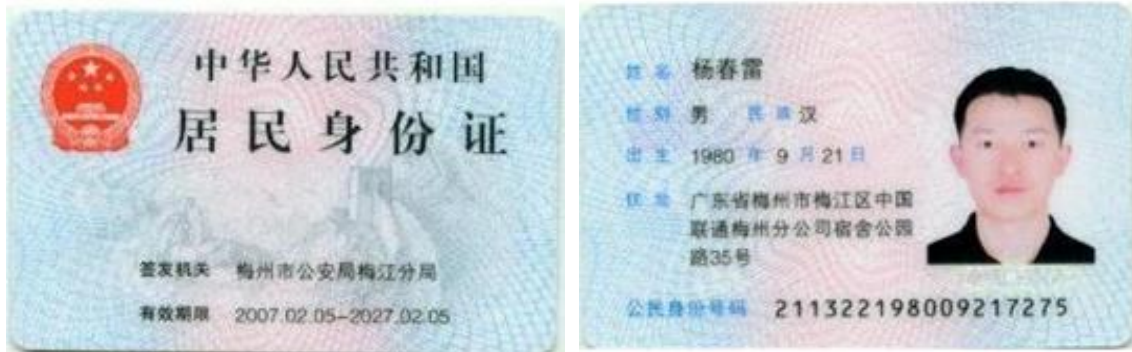 中华人民共和国
居民身份证
签发机关 梅州市公安局梅江分局
有效期限 2007.02.05-2027.02.05
姓名 杨春雷
性别 男 民族 汉
出生 1980 年 9 月 21 日
住址 广东省梅州市梅江区中国
联通梅州分公司宿舍公园
路35号
公民身份号码 211322198009217275